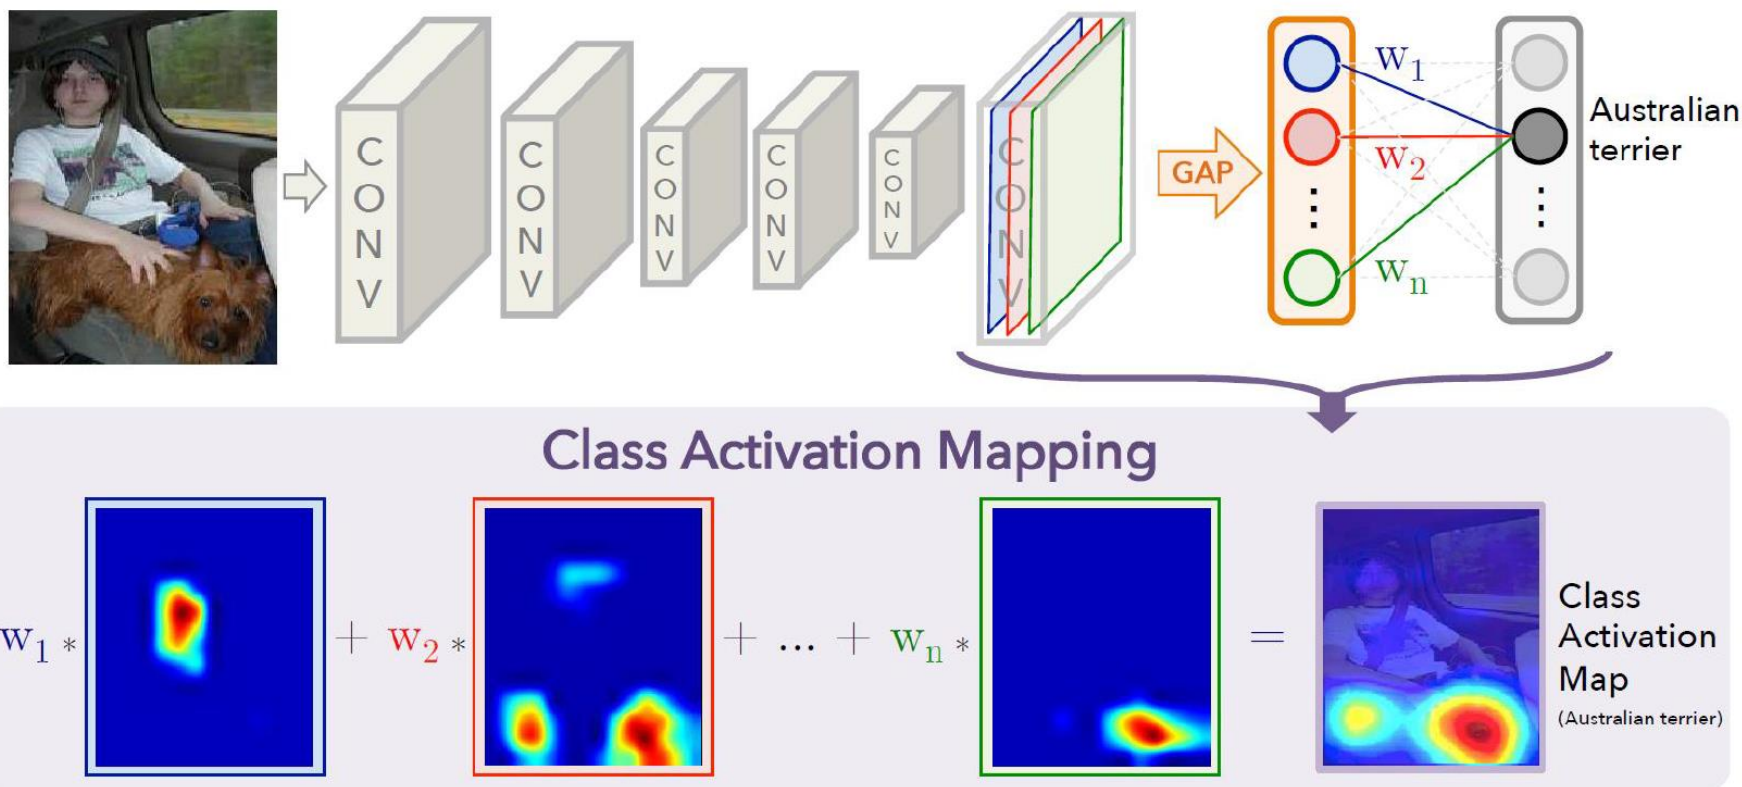 CONV
CONV
CONV
CONV
CONV
CONV
GAP
w1
w2
wn
Australian
terrier
Class Activation Mapping
w1 * + w2 * + ... + wn * =
Class
Activation
Map
(Australian terrier)